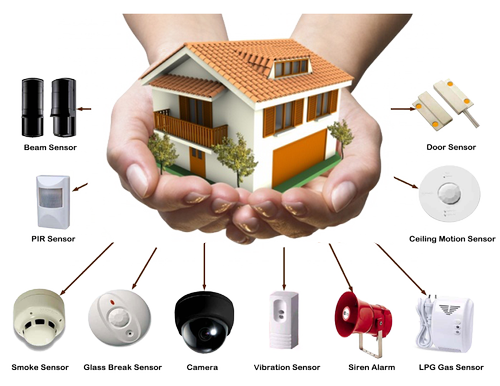 Beam Sensor
Door Sensor
PIR Sensor
Ceiling Motion Sensor
Smoke Sensor
Glass Break Sensor
Camera
Vibration Sensor
Siren Alarm
LPG Gas Sensor